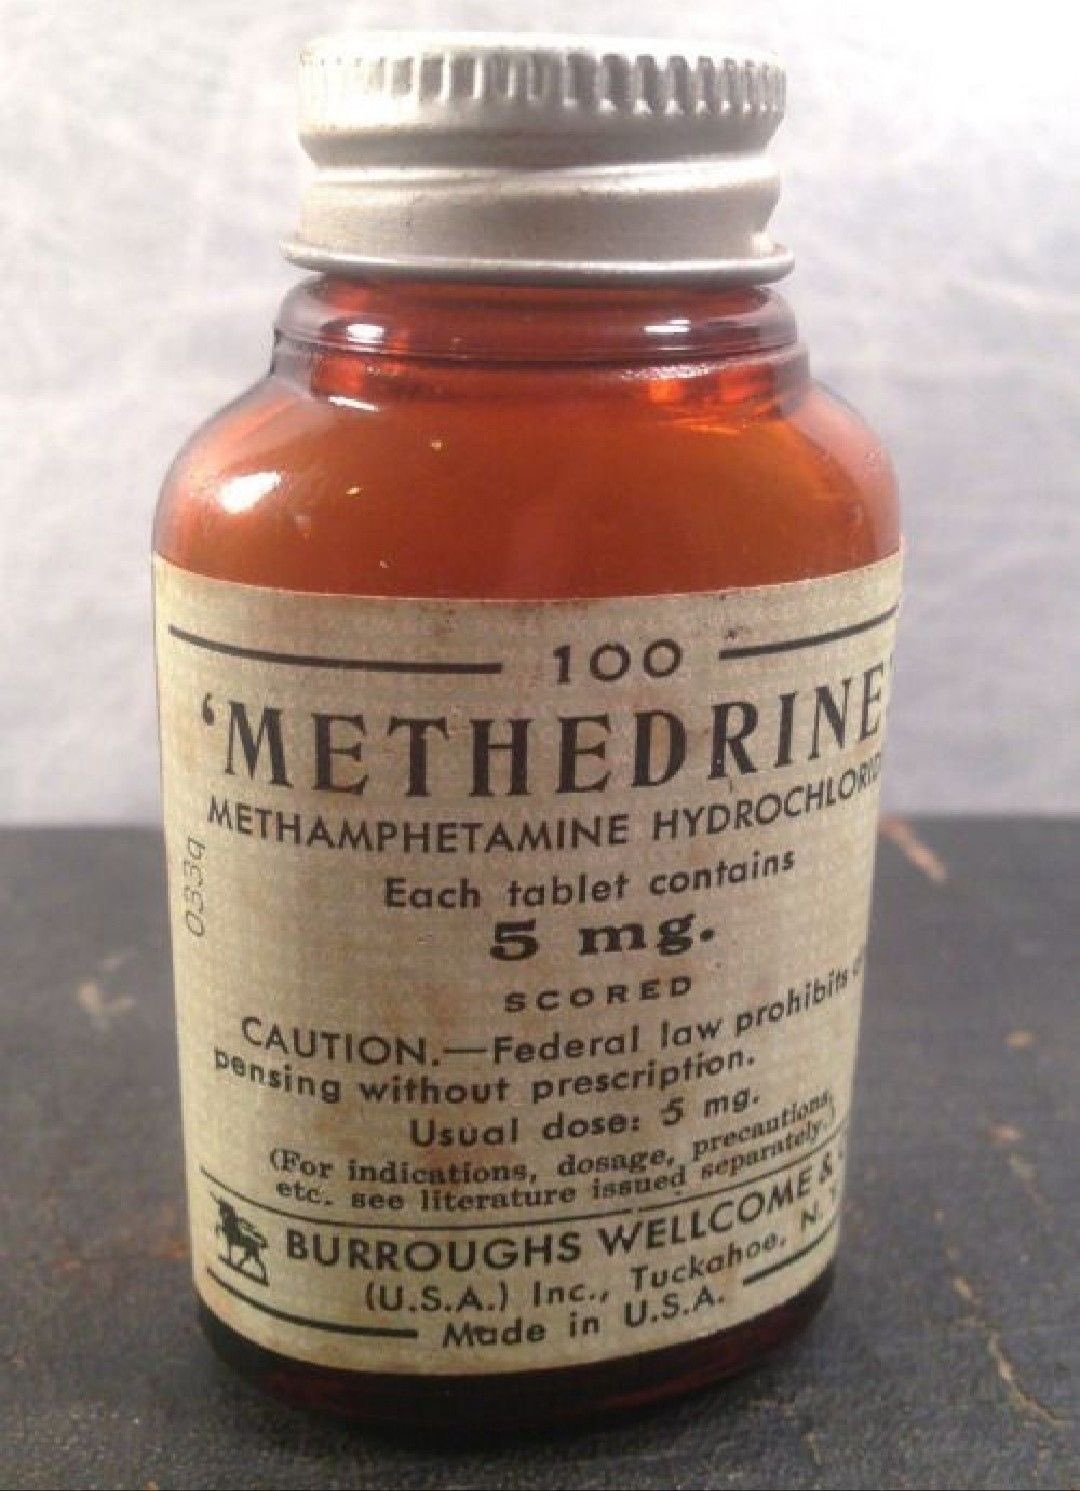 100
‘METHEDRINE’
METHAMPHETAMINE HYDROCHLORID
Each tablet contains
5 mg.
SCORED
CAUTION.—Federal law prohibits
pensing without prescription.
Usual dose: 5 mg.
(For indications, dosage, precautions,
etc. see literature issued separately.)
BURROUGHS WELLCOME &
(U.S.A.) Inc., Tuckahoe, N.
Made in U.S.A.